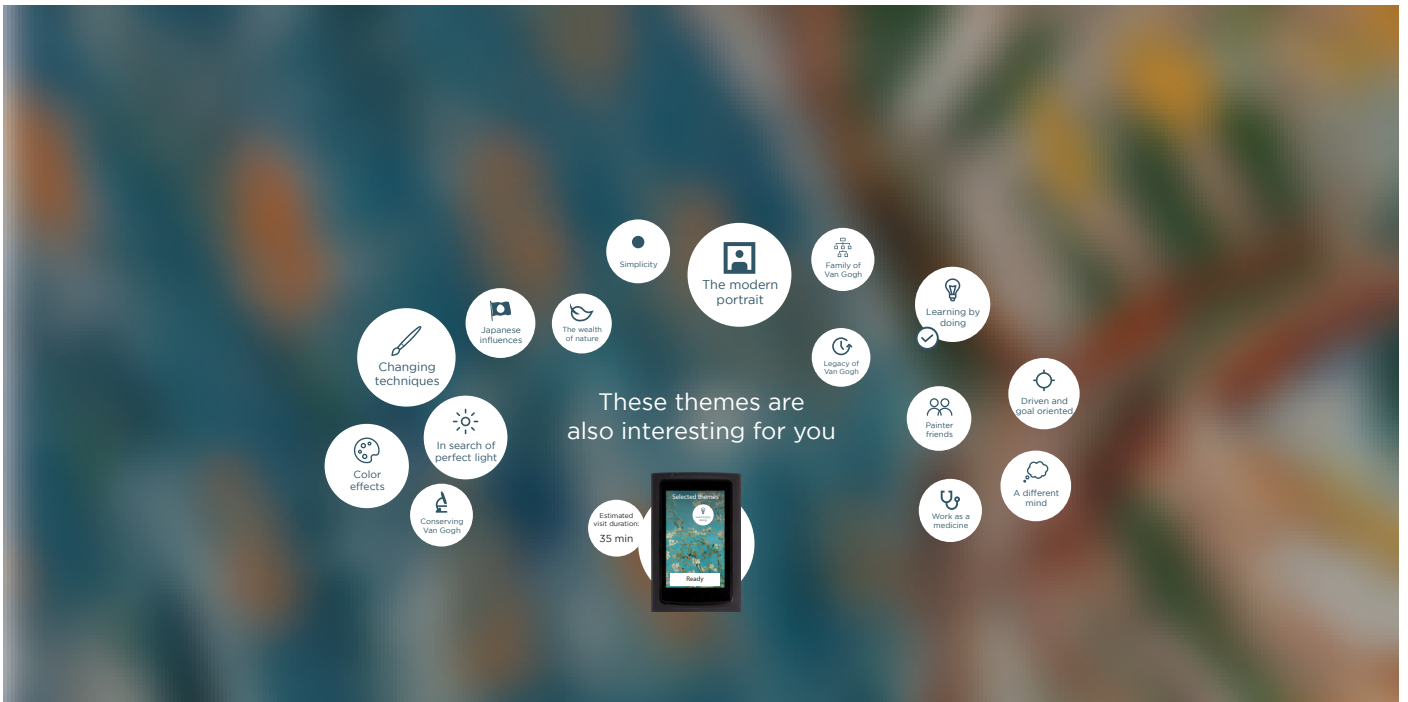 Simplicity
The modern
portrait
Family of
Van Gogh
Learning by
doing
Japanese
influences
The wealth
of nature
Changing
techniques
Legacy of
Van Gogh
Driven and
goal oriented
These themes are
also interesting for you
Painter
friends
In search of
perfect light
Color
effects
A different
mind
Conserving
Van Gogh
Work as a
medicine
Estimated
visit duration:
35 min
Selected themes
Ready